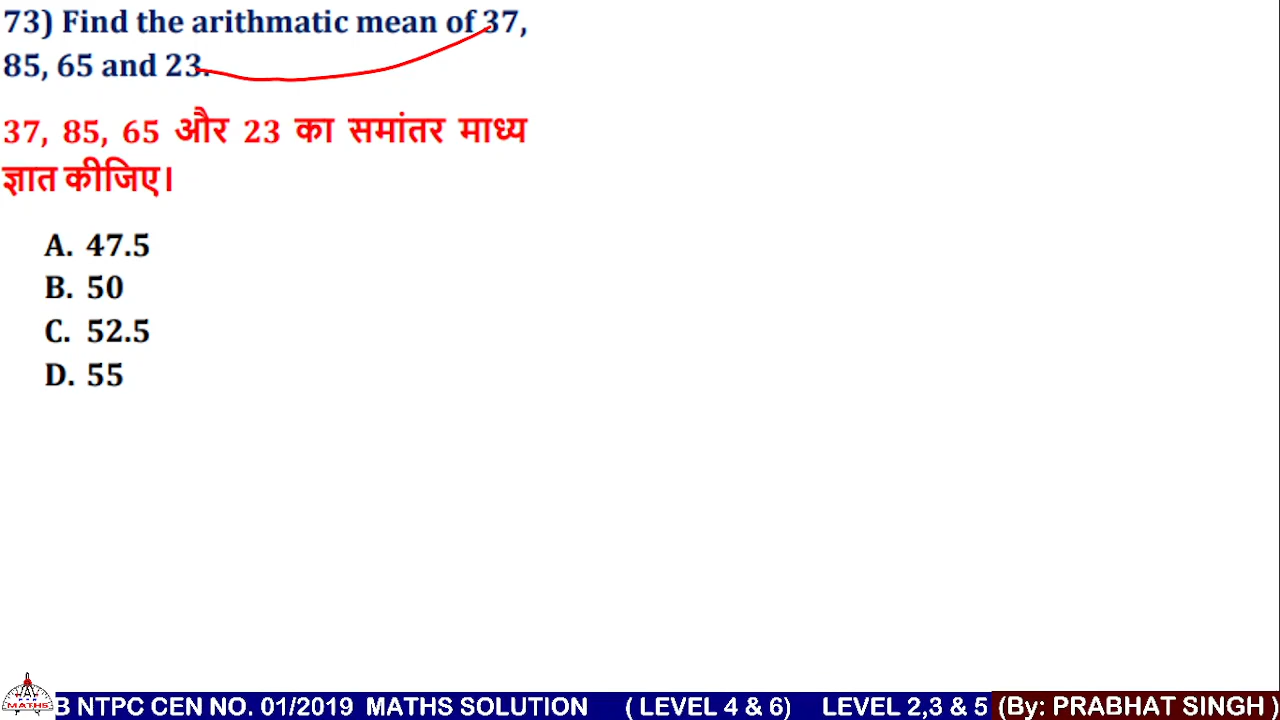 73) Find the arithmatic mean of 37,
85, 65 and 23.
37, 85, 65 और 23 का समांतर माध्य
ज्ञात कीजिए।
A. 47.5
B. 50
C. 52.5
D. 55
MATHS
B NTPC CEN NO. 01/2019 MATHS SOLUTION ( LEVEL 4 & 6) LEVEL 2,3 & 5 (By: PRABHAT SINGH )